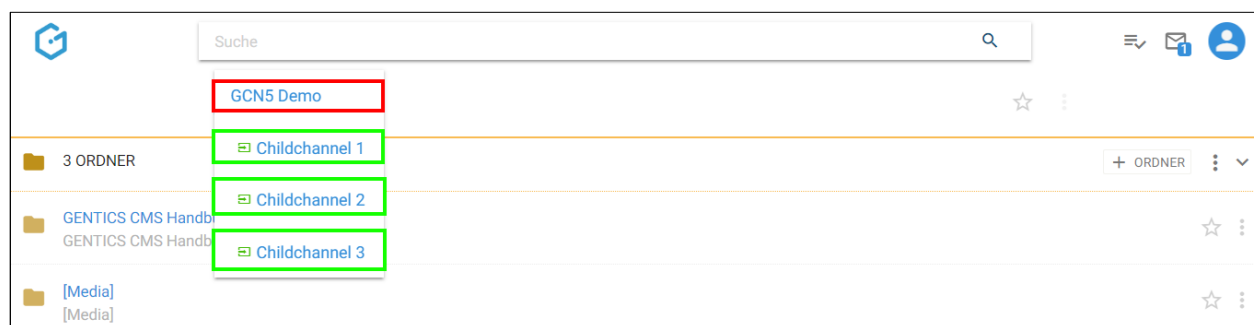 Suche
1
GCN5 Demo
Childchannel 1
3 ORDNER
+ ORDNER
Childchannel 2
GENTICS CMS Handb
GENTICS CMS Handb
Childchannel 3
[Media]
[Media]